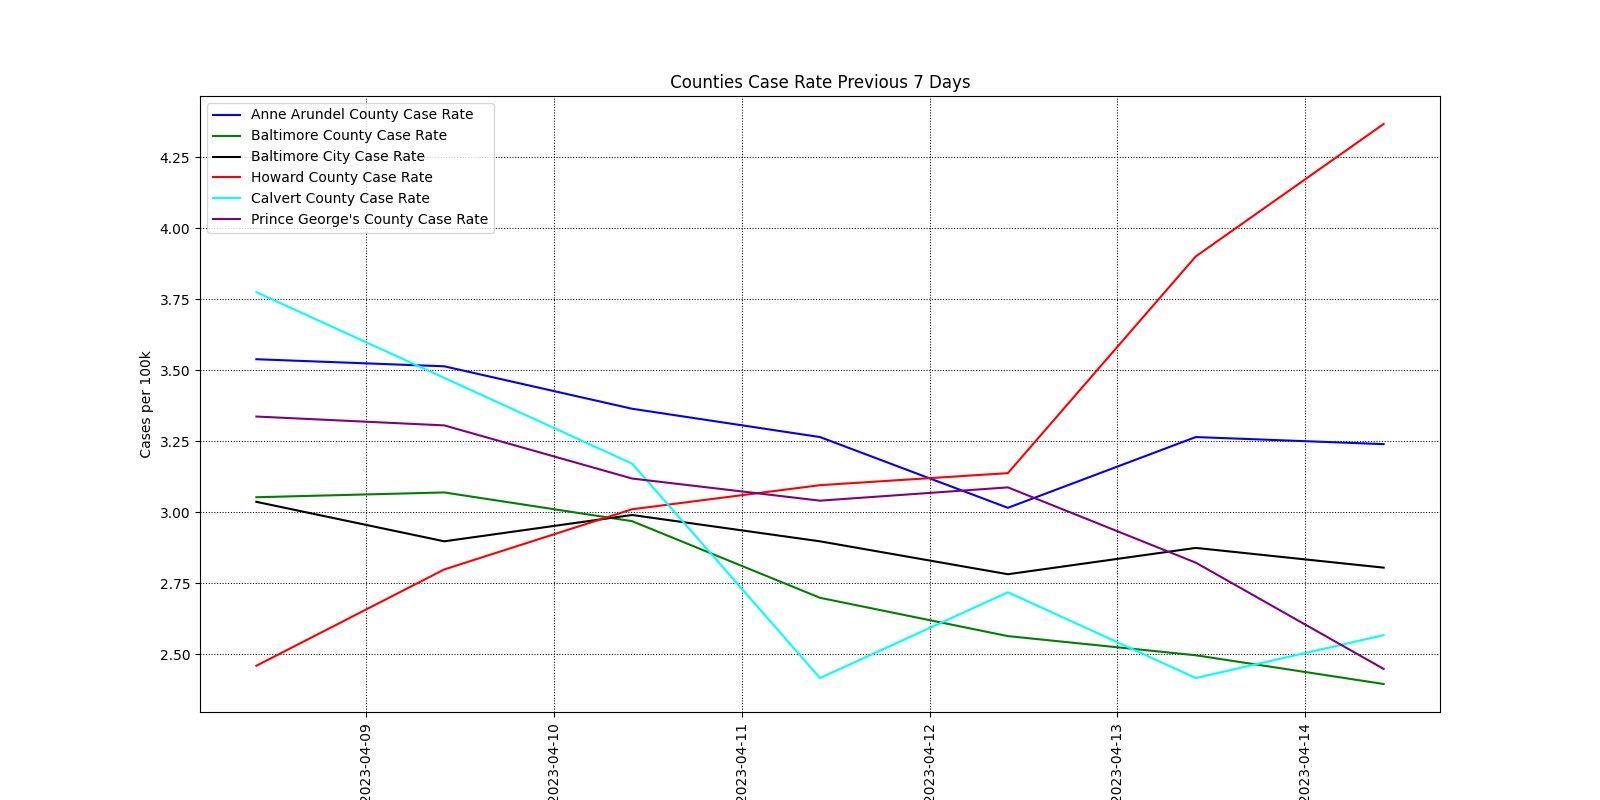 Counties Case Rate Previous 7 Days
Anne Arundel County Case Rate
Baltimore County Case Rate
Baltimore City Case Rate
Howard County Case Rate
Calvert County Case Rate
Prince George's County Case Rate
4.25
4.00
3.75
3.50
3.25
3.00
2.75
2.50
Cases per 100k
2023-04-09
2023-04-10
2023-04-11
2023-04-12
2023-04-13
2023-04-14